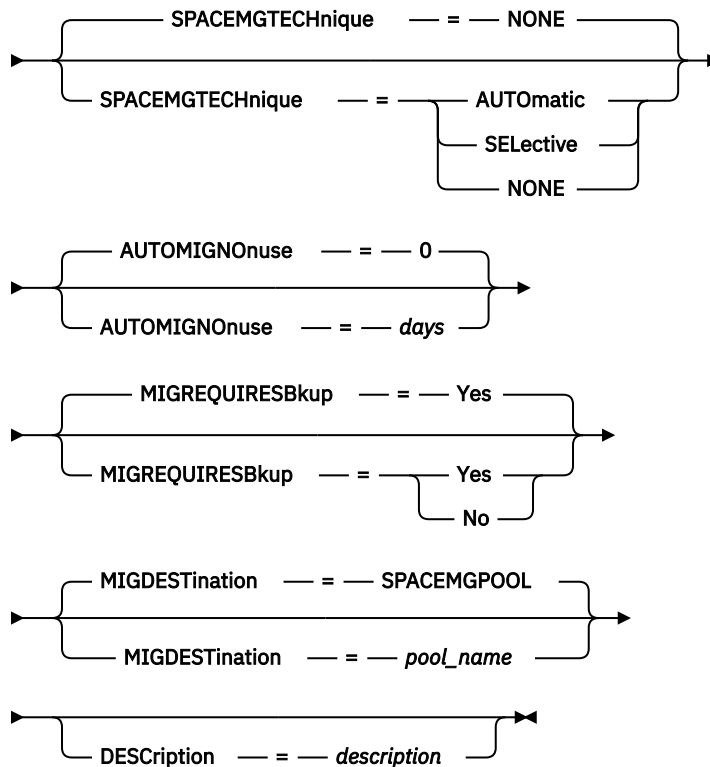 SPACEMGTECHnique = NONE
SPACEMGTECHnique = AUTOmatic
SELective
NONE
AUTOMIGNOnuse = 0
AUTOMIGNOnuse = days
MIGREQUIRESBkup = Yes
MIGREQUIRESBkup = Yes
No
MIGDESTination = SPACEMGPOOL
MIGDESTination = pool_name
DESCription = description